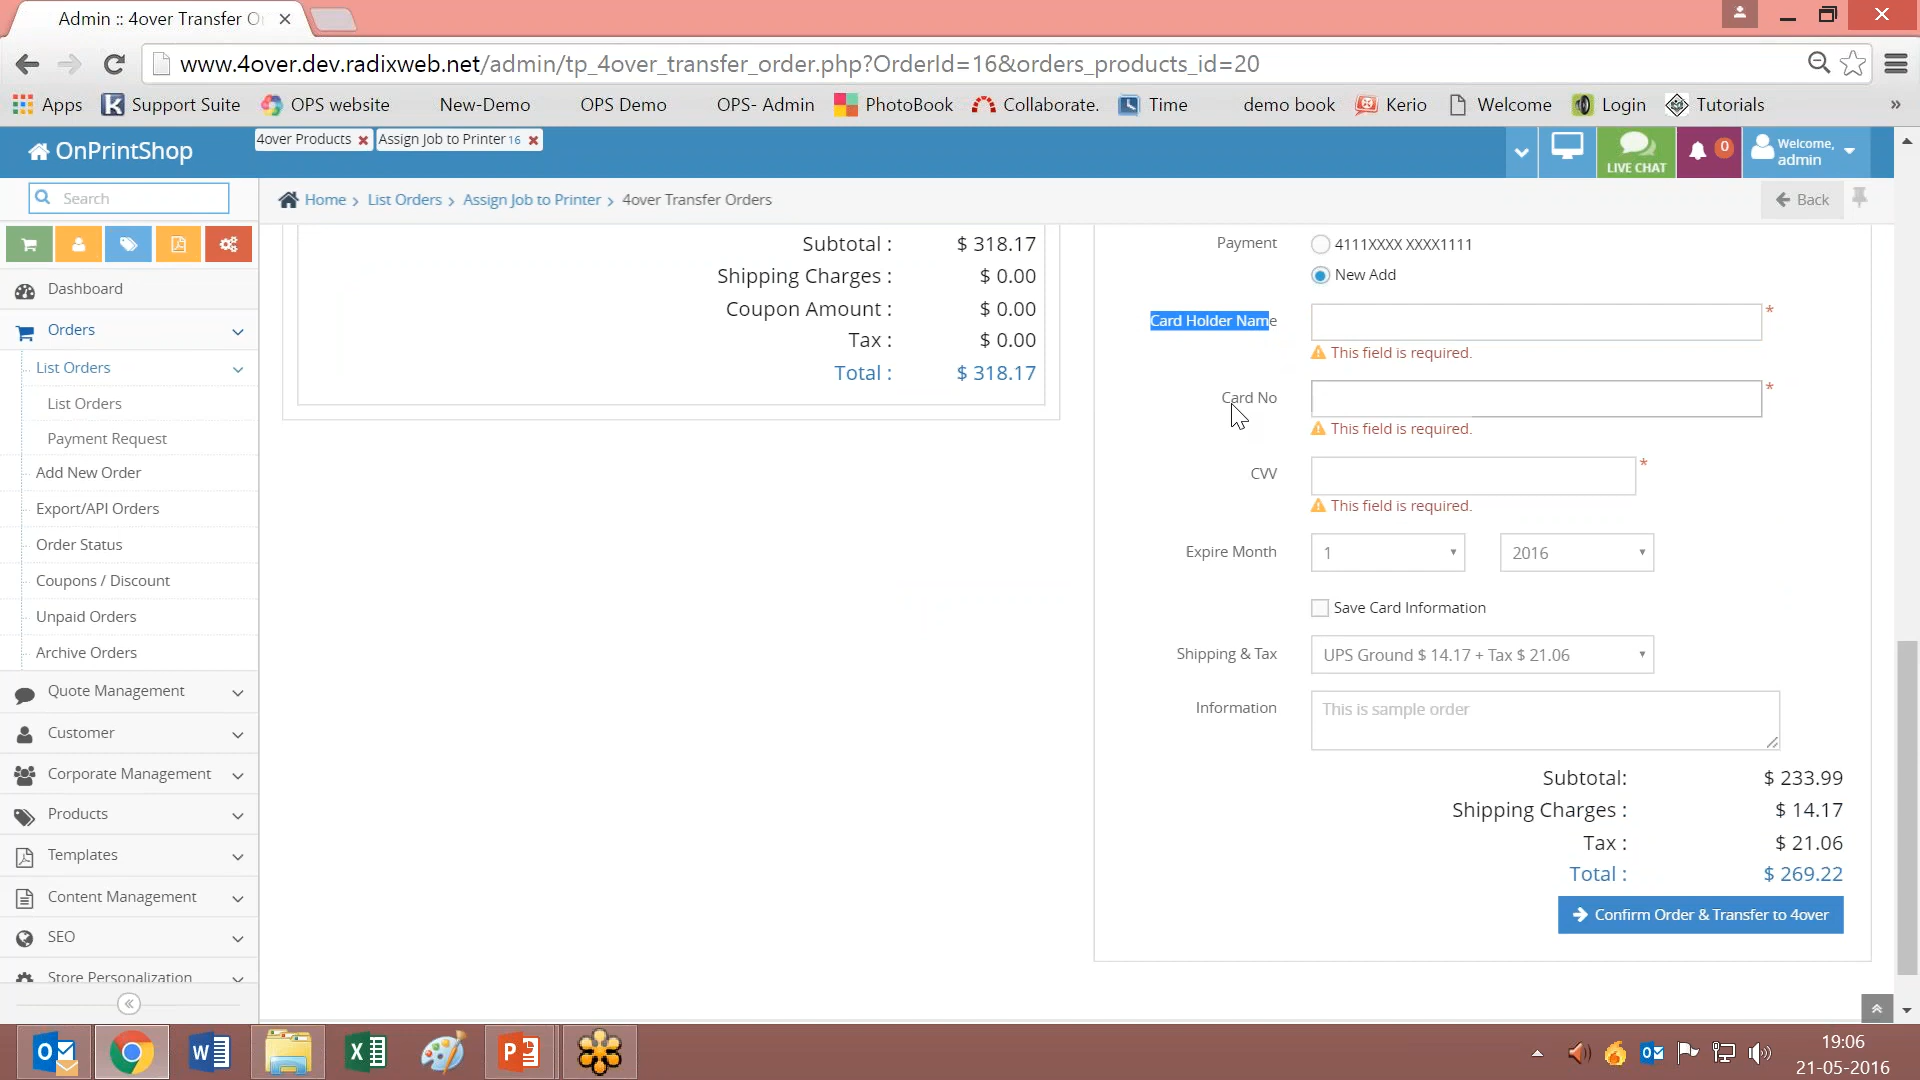 Admin :: 4over Transfer Or
www.4over.dev.radixweb.net/admin/tp_4over_transfer_order.php?OrderId=16&orders_products_id=20
Apps Support Suite OPS website New-Demo OPS Demo OPS- Admin PhotoBook Collaborate. Time demo book Kerio Welcome Login Tutorials »
OnPrintShop
4over Products Assign Job to Printer 16
LIVE CHAT
0
Welcome,
admin
Search
Home > List Orders > Assign Job to Printer > 4over Transfer Orders
Back
Dashboard
Orders
List Orders
List Orders
Payment Request
Add New Order
Export/API Orders
Order Status
Coupons / Discount
Unpaid Orders
Archive Orders
Quote Management
Customer
Corporate Management
Products
Templates
Content Management
SEO
Store Personalization
Subtotal : $ 318.17
Shipping Charges : $ 0.00
Coupon Amount : $ 0.00
Tax : $ 0.00
Total : $ 318.17
Payment 4111XXXX XXXX1111
New Add
Card Holder Name *
This field is required.
Card No *
This field is required.
CVV *
This field is required.
Expire Month 1 2016
Save Card Information
Shipping & Tax UPS Ground $ 14.17 + Tax $ 21.06
Information This is sample order
Subtotal: $ 233.99
Shipping Charges : $ 14.17
Tax : $ 21.06
Total : $ 269.22
Confirm Order & Transfer to 4over
19:06
21-05-2016